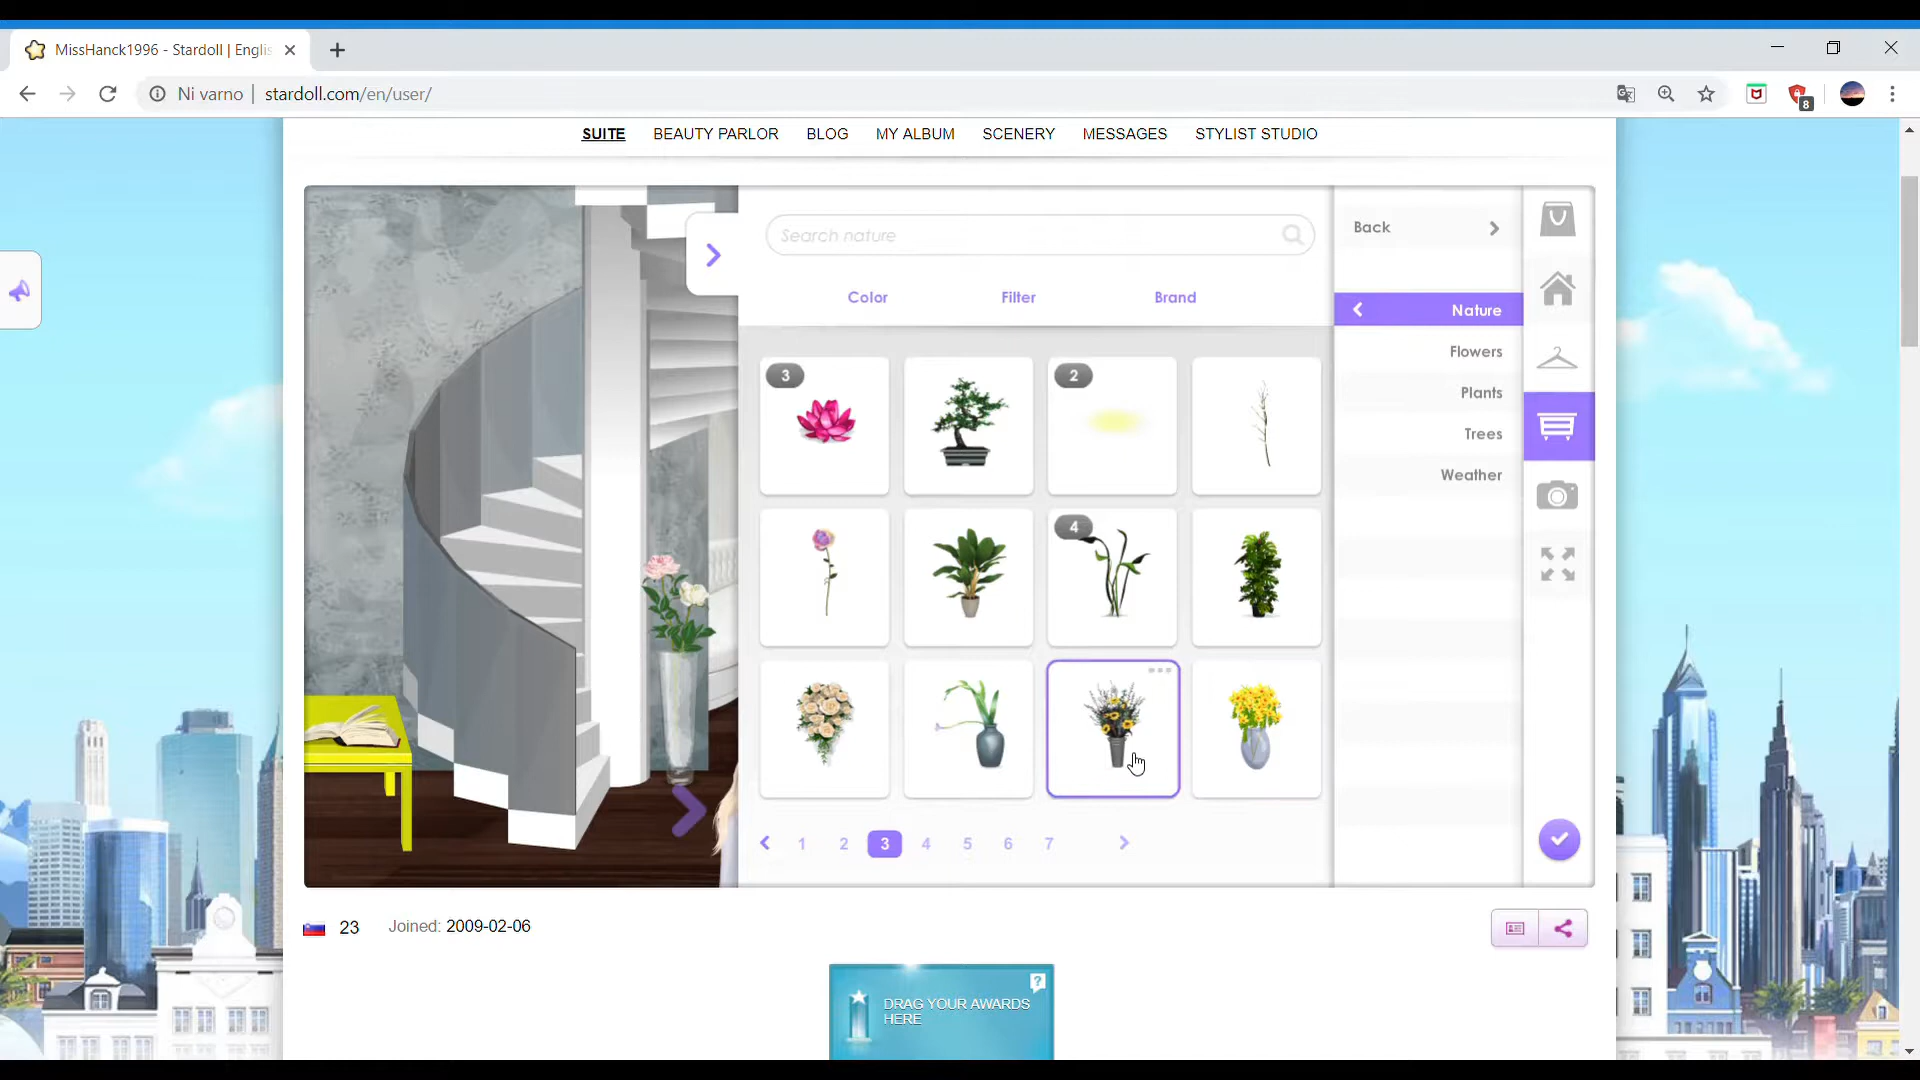 MissHanck1996 - Stardoll | Englis
Ni varno | stardoll.com/en/user/
8
SUITE BEAUTY PARLOR BLOG MY ALBUM SCENERY MESSAGES STYLIST STUDIO
Search nature
Back
Color Filter Brand
Nature
Flowers
Plants
Trees
Weather
3
2
4
1 2 3 4 5 6 7
23 Joined: 2009-02-06
?
DRAG YOUR AWARDS
HERE